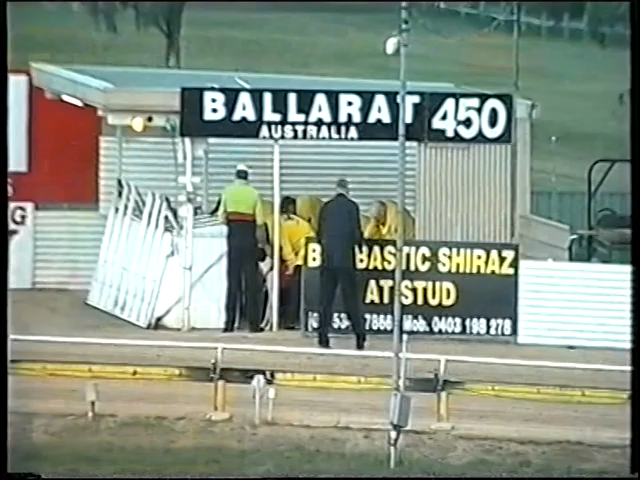 BALLARAT 450
AUSTRALIA
G
BASTIC SHIRAZ
AT STUD
7866 Mob. 0403 198 278